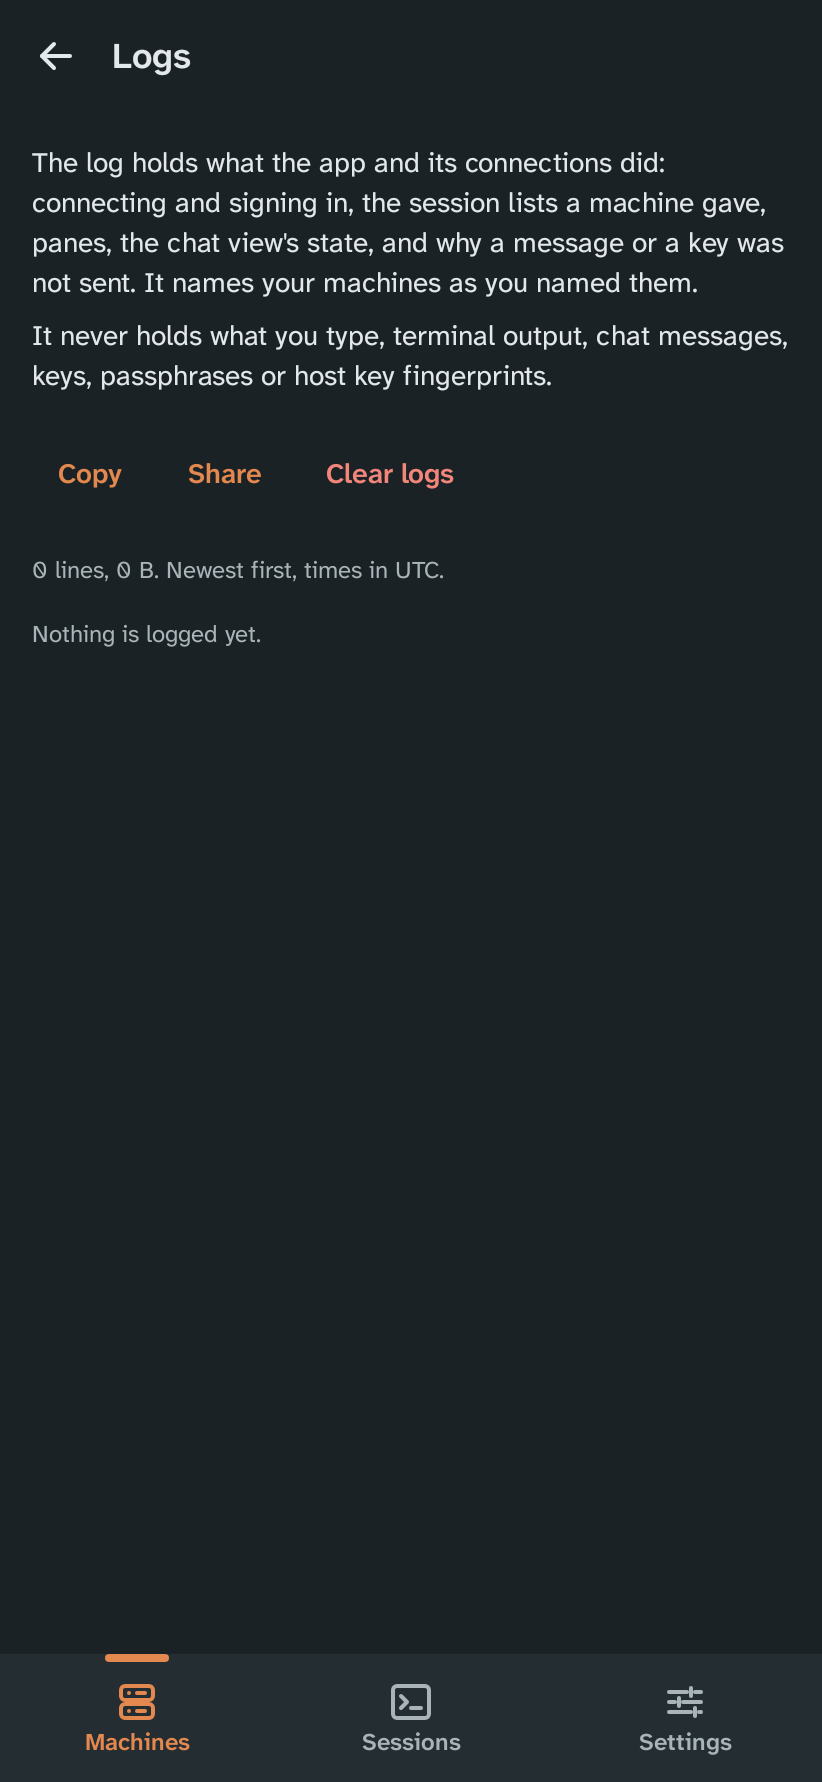 Logs
The log holds what the app and its connections did:
connecting and signing in, the session lists a machine gave,
panes, the chat view's state, and why a message or a key was
not sent. It names your machines as you named them.
It never holds what you type, terminal output, chat messages,
keys, passphrases or host key fingerprints.
Copy Share Clear logs
0 lines, 0 B. Newest first, times in UTC.
Nothing is logged yet.
Machines Sessions Settings